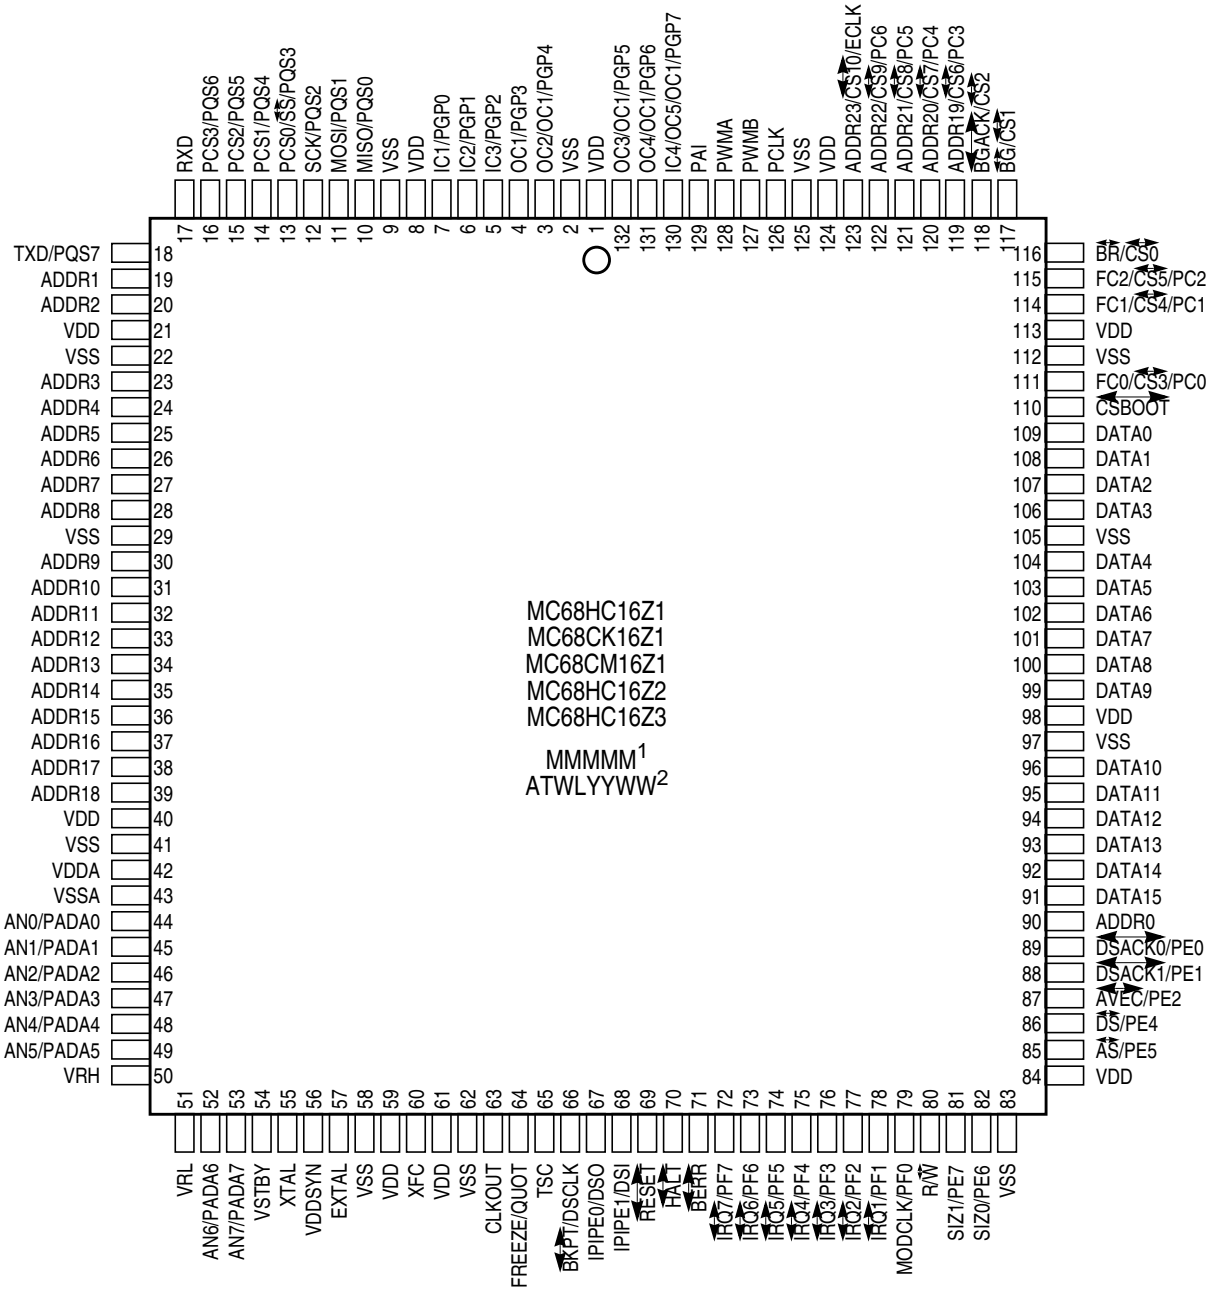 RXD
PCS3/PQS6
PCS2/PQS5
PCS1/PQS4
PCS0/SS/PQS3
SCK/PQS2
MOSI/PQS1
MISO/PQS0
VSS
VDD
IC1/PGP0
IC2/PGP1
IC3/PGP2
OC1/PGP3
OC2/OC1/PGP4
VSS
VDD
OC3/OC1/PGP5
OC4/OC1/PGP6
IC4/OC5/OC1/PGP7
PAI
PWMA
PWMB
PCLK
VSS
VDD
ADDR23/CS10/ECLK
ADDR22/CS9/PC6
ADDR21/CS8/PC5
ADDR20/CS7/PC4
ADDR19/CS6/PC3
BGACK/CS2
BG/CS1
17 16 15 14 13 12 11 10 9 8 7 6 5 4 3 2 1 132 131 130 129 128 127 126 125 124 123 122 121 120 119 118 117
TXD/PQS7 18
ADDR1 19
ADDR2 20
VDD 21
VSS 22
ADDR3 23
ADDR4 24
ADDR5 25
ADDR6 26
ADDR7 27
ADDR8 28
VSS 29
ADDR9 30
ADDR10 31
ADDR11 32
ADDR12 33
ADDR13 34
ADDR14 35
ADDR15 36
ADDR16 37
ADDR17 38
ADDR18 39
VDD 40
VSS 41
VDDA 42
VSSA 43
AN0/PADA0 44
AN1/PADA1 45
AN2/PADA2 46
AN3/PADA3 47
AN4/PADA4 48
AN5/PADA5 49
VRH 50
MC68HC16Z1
MC68CK16Z1
MC68CM16Z1
MC68HC16Z2
MC68HC16Z3
MMMMM1
ATWLYYWW2
116 BR/CS0
115 FC2/CS5/PC2
114 FC1/CS4/PC1
113 VDD
112 VSS
111 FC0/CS3/PC0
110 CSBOOT
109 DATA0
108 DATA1
107 DATA2
106 DATA3
105 VSS
104 DATA4
103 DATA5
102 DATA6
101 DATA7
100 DATA8
99 DATA9
98 VDD
97 VSS
96 DATA10
95 DATA11
94 DATA12
93 DATA13
92 DATA14
91 DATA15
90 ADDR0
89 DSACK0/PE0
88 DSACK1/PE1
87 AVEC/PE2
86 DS/PE4
85 AS/PE5
84 VDD
51 52 53 54 55 56 57 58 59 60 61 62 63 64 65 66 67 68 69 70 71 72 73 74 75 76 77 78 79 80 81 82 83
VRL
AN6/PADA6
AN7/PADA7
VSTBY
XTAL
VDDSYN
EXTAL
VSS
VDD
XFC
VDD
VSS
CLKOUT
FREEZE/QUOT
TSC
BKPT/DSCLK
IPIPE0/DSO
IPIPE1/DSI
RESET
HALT
BERR
IRQ7/PF7
IRQ6/PF6
IRQ5/PF5
IRQ4/PF4
IRQ3/PF3
IRQ2/PF2
IRQ1/PF1
MODCLK/PF0
R/W
SIZ1/PE7
SIZ0/PE6
VSS